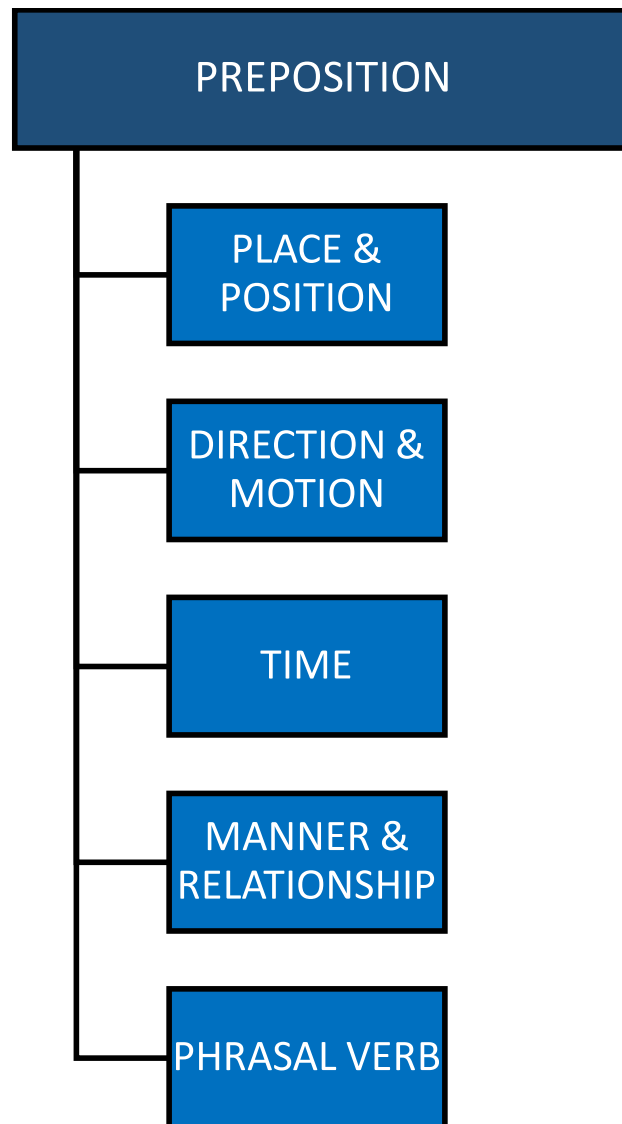 PREPOSITION
PLACE &
POSITION
DIRECTION &
MOTION
TIME
MANNER &
RELATIONSHIP
PHRASAL VERB